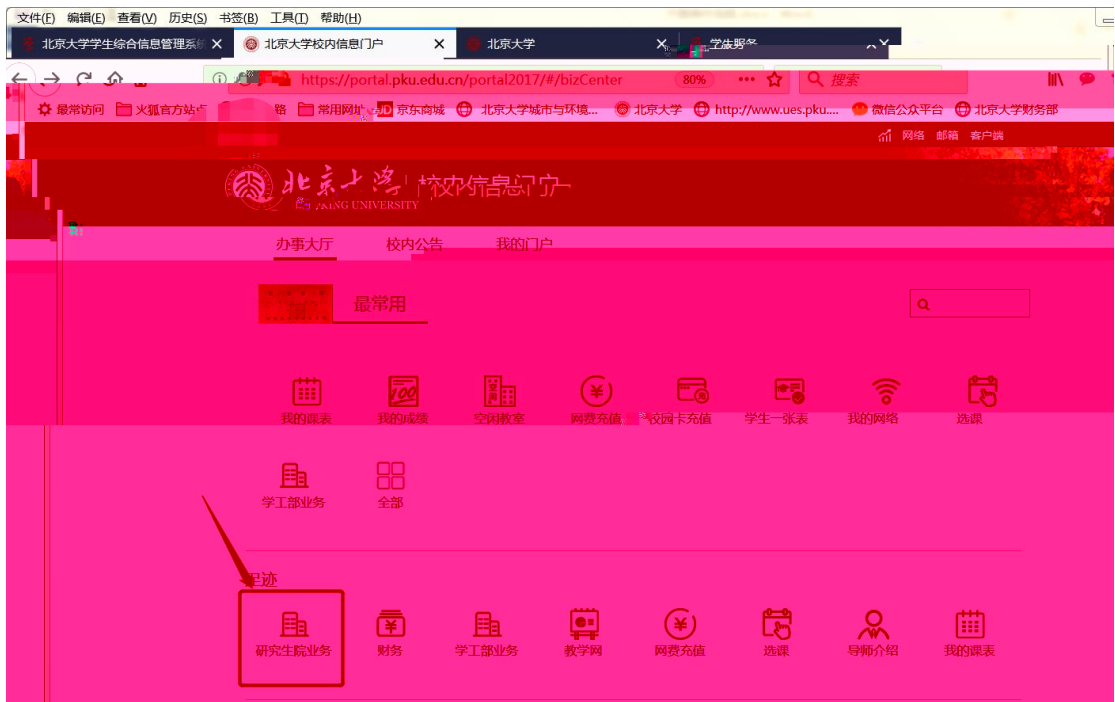 文件(F) 编辑(E) 查看(V) 历史(S) 书签(B) 工具(T) 帮助(H)
北京大学学生综合信息管理系统 北京大学校内信息门户 北京大学
https://portal.pku.edu.cn/portal2017/#/bizCenter 80% 搜索
最常访问 火狐官方站点 常用网址 JD 京东商城 北京大学城市与环境... 北京大学 http://www.ues.pku.... 微信公众平台 北京大学财务部
网络 邮箱 客户端
北京大学 校内信息门户
UNIVERSITY
办事大厅 校内公告 我的门户
最常用
我的课表 我的成绩 空闲教室 网费充值 校园卡充值 学生一张表 我的网络 选课
学工部业务 全部
足迹
研究生院业务 财务 学工部业务 教学网 网费充值 选课 导师介绍 我的课表